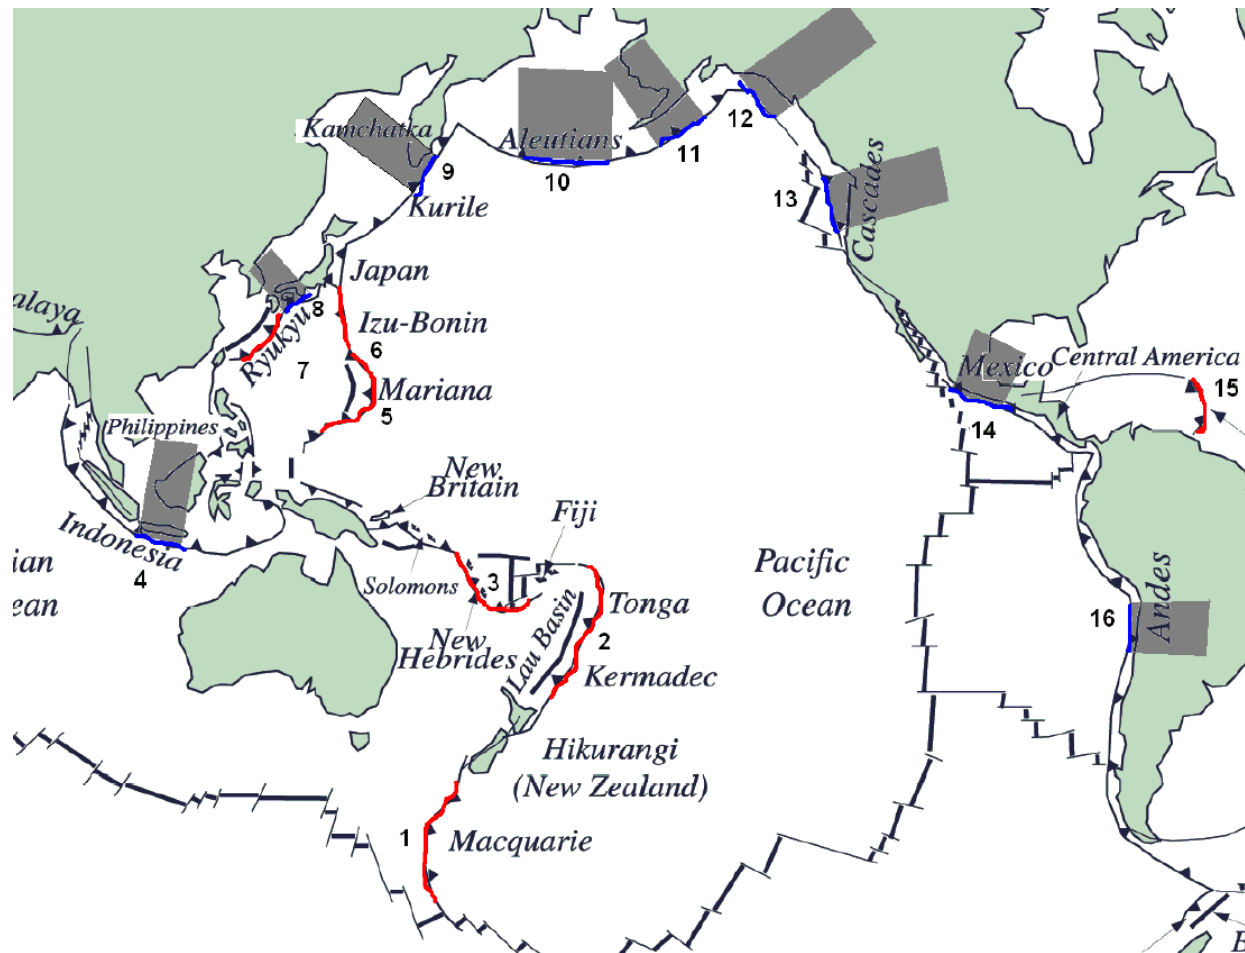 Kamchatka
Aleutians
12
11
10
9
Kurile
13
Cascades
Japan
alaya
8
Izu-Bonin
Ryukyu
6
7
Mexico
Central America
15
Mariana
5
14
Philippines
New
Britain
Fiji
Indonesia
4
ian
ean
Solomons
3
Pacific
Ocean
Tonga
2
16
Andes
New
Hebrides
Lau Basin
Kermadec
Hikurangi
(New Zealand)
1
Macquarie
E